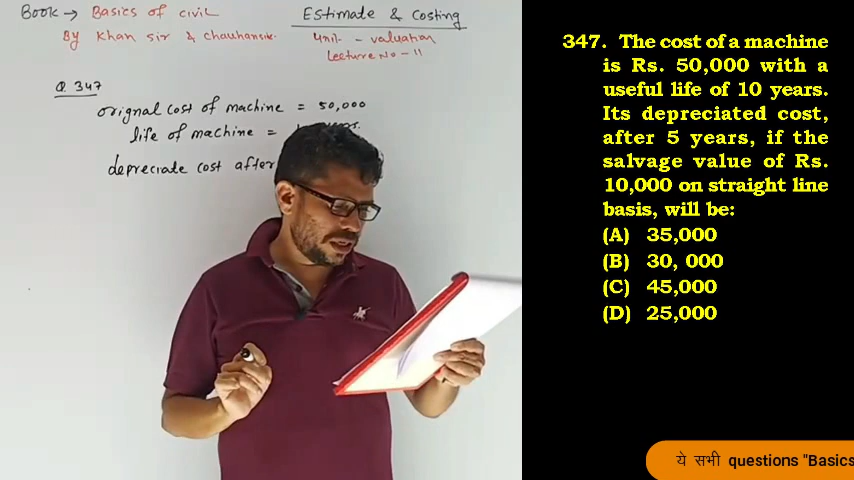 Book → Basics of civil
By Khan sir & chauhansir.
Estimate & Costing
Unit - valuation
Lecture No - 11
Q. 347
orignal cost of machine = 50,000
life of machine =
depreciate cost after
347. The cost of a machine
is Rs. 50,000 with a
useful life of 10 years.
Its depreciated cost,
after 5 years, if the
salvage value of Rs.
10,000 on straight line
basis, will be:
(A) 35,000
(B) 30, 000
(C) 45,000
(D) 25,000
ये सभी questions "Basics